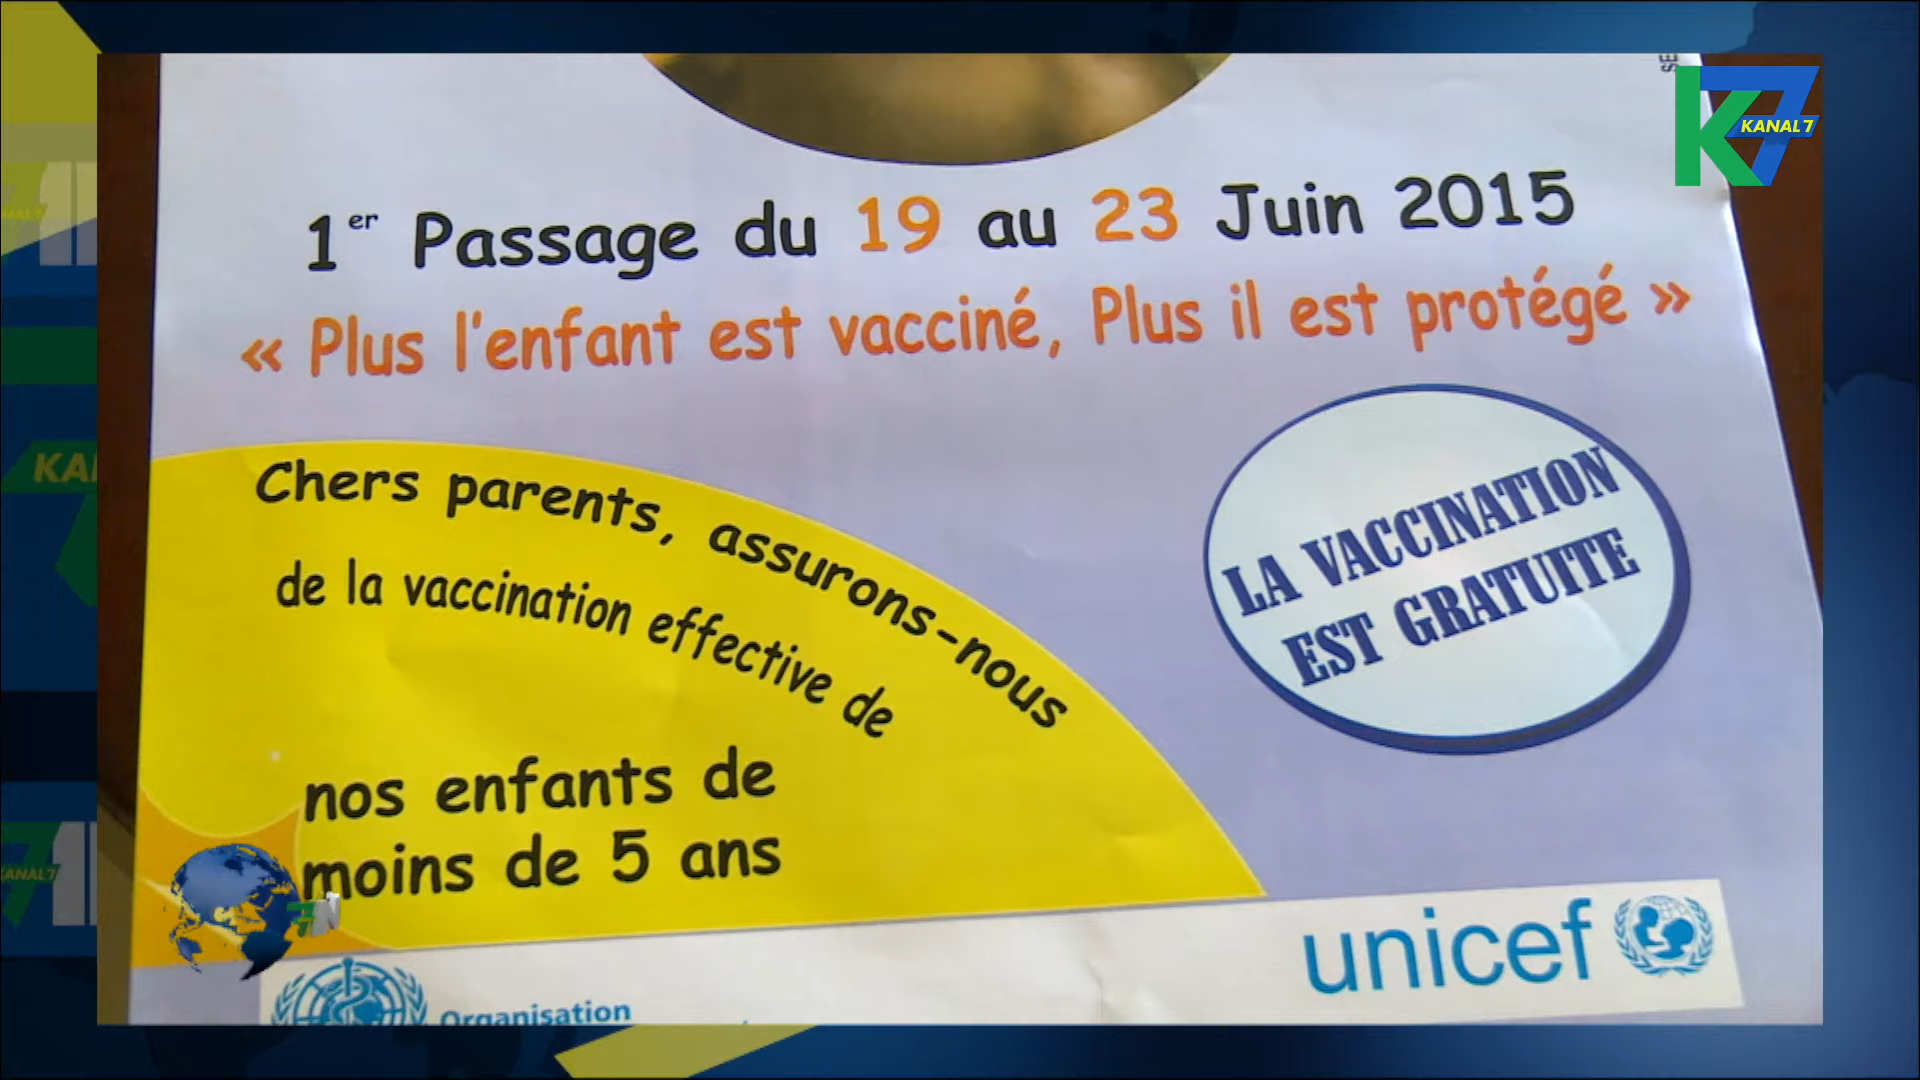 KANAL 7
1er Passage du 19 au 23 Juin 2015
« Plus l'enfant est vacciné, Plus il est protégé »
Chers parents, assurons-nous
de la vaccination effective de
nos enfants de
moins de 5 ans
LA VACCINATION
EST GRATUITE
unicef
Organisation